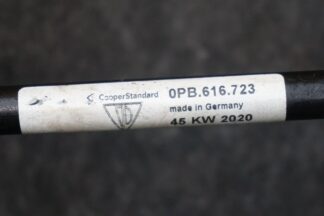 CooperStandard 0PB.616.723
made in Germany
45 KW 2020